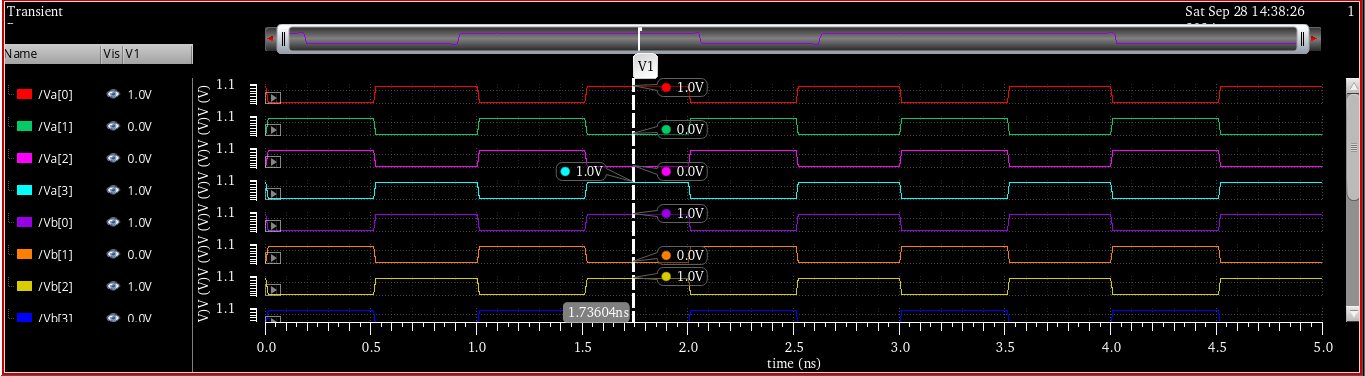 Transient
Sat Sep 28 14:38:26
1
Name Vis V1
V1
/Va[0] 1.0V
1.1
(V)
1.0V
/Va[1] 0.0V
1.1
(V)
0.0V
/Va[2] 0.0V
1.1
(V)
1.0V
0.0V
/Va[3] 1.0V
1.1
(V)
/Vb[0] 1.0V
1.1
(V)
1.0V
/Vb[1] 0.0V
1.1
(V)
0.0V
/Vb[2] 1.0V
1.1
(V)
1.0V
/Vb[3] 0.0V
1.1
V)
1.73604ns
0.0 0.5 1.0 1.5 2.0 2.5 3.0 3.5 4.0 4.5 5.0
time (ns)